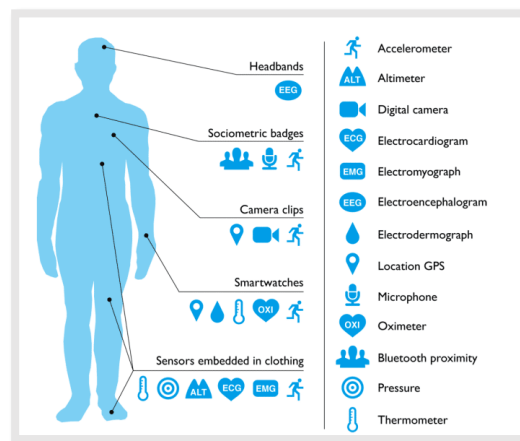 Headbands
EEG
Sociometric badges
Camera clips
Smartwatches
OXI
Sensors embedded in clothing
ALT
ECG
EMG
Accelerometer
ALT
Altimeter
Digital camera
ECG
Electrocardiogram
EMG
Electromyograph
EEG
Electroencephalogram
Electrodermograph
Location GPS
Microphone
OXI
Oximeter
Bluetooth proximity
Pressure
Thermometer